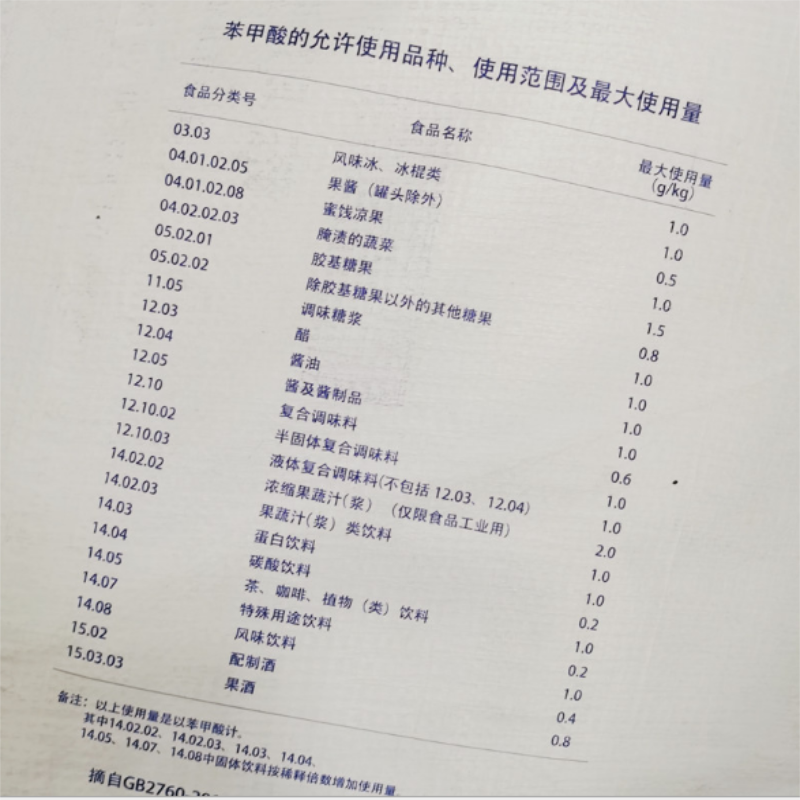 苯甲酸的允许使用品种、使用范围及最大使用量
食品分类号 食品名称 最大使用量
(g/kg)
03.03 风味冰、冰棍类 1.0
04.01.02.05 果酱（罐头除外） 1.0
04.01.02.08 蜜饯凉果 0.5
04.02.02.03 腌渍的蔬菜 1.0
05.02.01 胶基糖果 1.5
05.02.02 除胶基糖果以外的其他糖果 0.8
11.05 调味糖浆 1.0
12.03 醋 1.0
12.04 酱油 1.0
12.05 酱及酱制品 1.0
12.10 复合调味料 0.6
12.10.02 半固体复合调味料 1.0
12.10.03 液体复合调味料(不包括 12.03、12.04) 1.0
14.02.02 浓缩果蔬汁(浆)（仅限食品工业用） 2.0
14.02.03 果蔬汁(浆）类饮料 1.0
14.03 蛋白饮料 1.0
14.04 碳酸饮料 0.2
14.05 茶、咖啡、植物（类）饮料 1.0
14.07 特殊用途饮料 0.2
14.08 风味饮料 1.0
15.02 配制酒 0.4
15.03.03 果酒 0.8
备注：以上使用量是以苯甲酸计。
其中14.02.02、14.02.03、14.03、14.04、
14.05、14.07、14.08中固体饮料按稀释倍数增加使用量。
摘自GB2760-